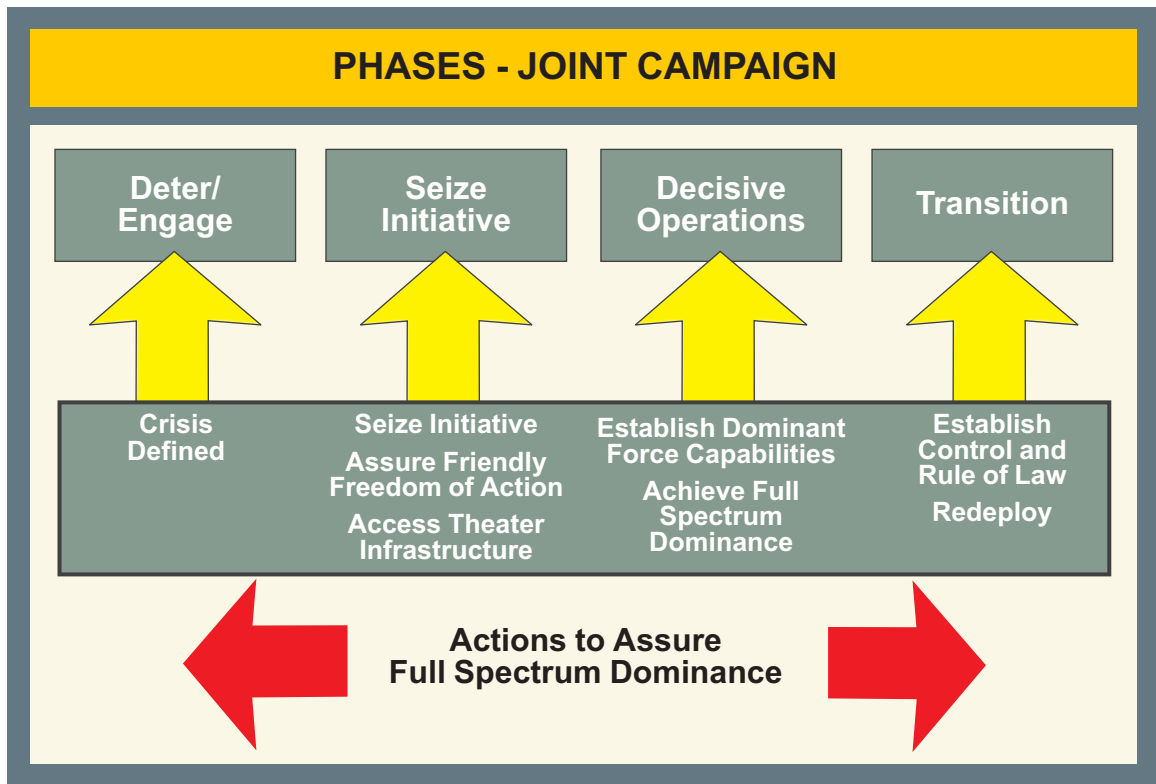 PHASES - JOINT CAMPAIGN
Deter/
Engage
Seize
Initiative
Decisive
Operations
Transition
Crisis
Defined
Seize Initiative
Assure Friendly
Freedom of Action
Access Theater
Infrastructure
Establish Dominant
Force Capabilities
Achieve Full
Spectrum
Dominance
Establish
Control and
Rule of Law
Redeploy
Actions to Assure
Full Spectrum Dominance